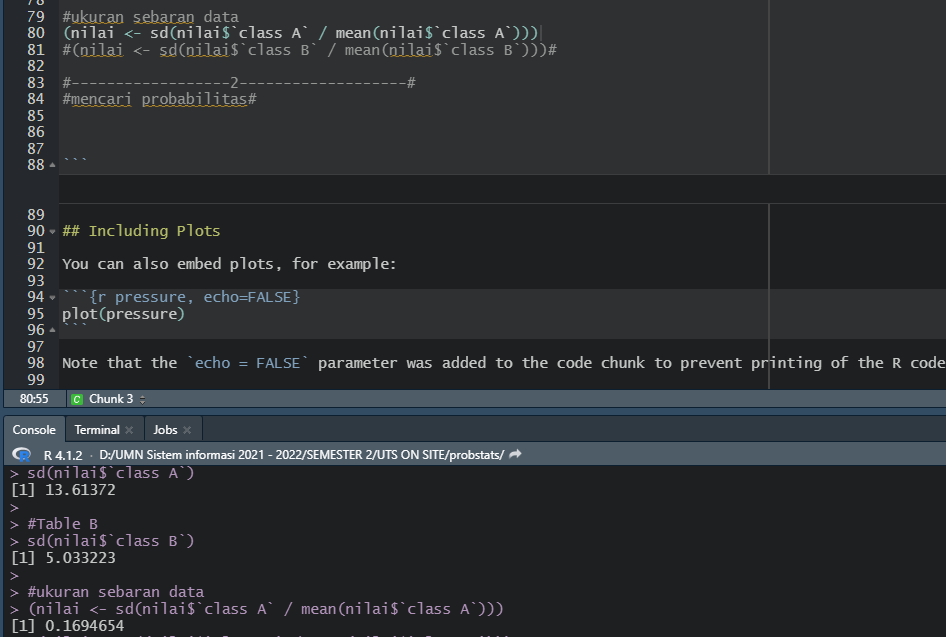 78
79 #ukuran sebaran data
80 (nilai <- sd(nilai$`class A` / mean(nilai$`class A`)))
81 #(nilai <- sd(nilai$`class B` / mean(nilai$`class B`)))#
82
83 #------------------2-------------------#
84 #mencari probabilitas#
85
86
87
88 ```
89
90 ## Including Plots
91
92 You can also embed plots, for example:
93
94 ```{r pressure, echo=FALSE}
95 plot(pressure)
96 ```
97
98 Note that the `echo = FALSE` parameter was added to the code chunk to prevent printing of the R code
99
80:55 C Chunk 3
Console Terminal Jobs
R 4.1.2 · D:/UMN Sistem informasi 2021 - 2022/SEMESTER 2/UTS ON SITE/probstats/
> sd(nilai$`class A`)
[1] 13.61372
>
> #Table B
> sd(nilai$`class B`)
[1] 5.033223
>
> #ukuran sebaran data
> (nilai <- sd(nilai$`class A` / mean(nilai$`class A`)))
[1] 0.1694654